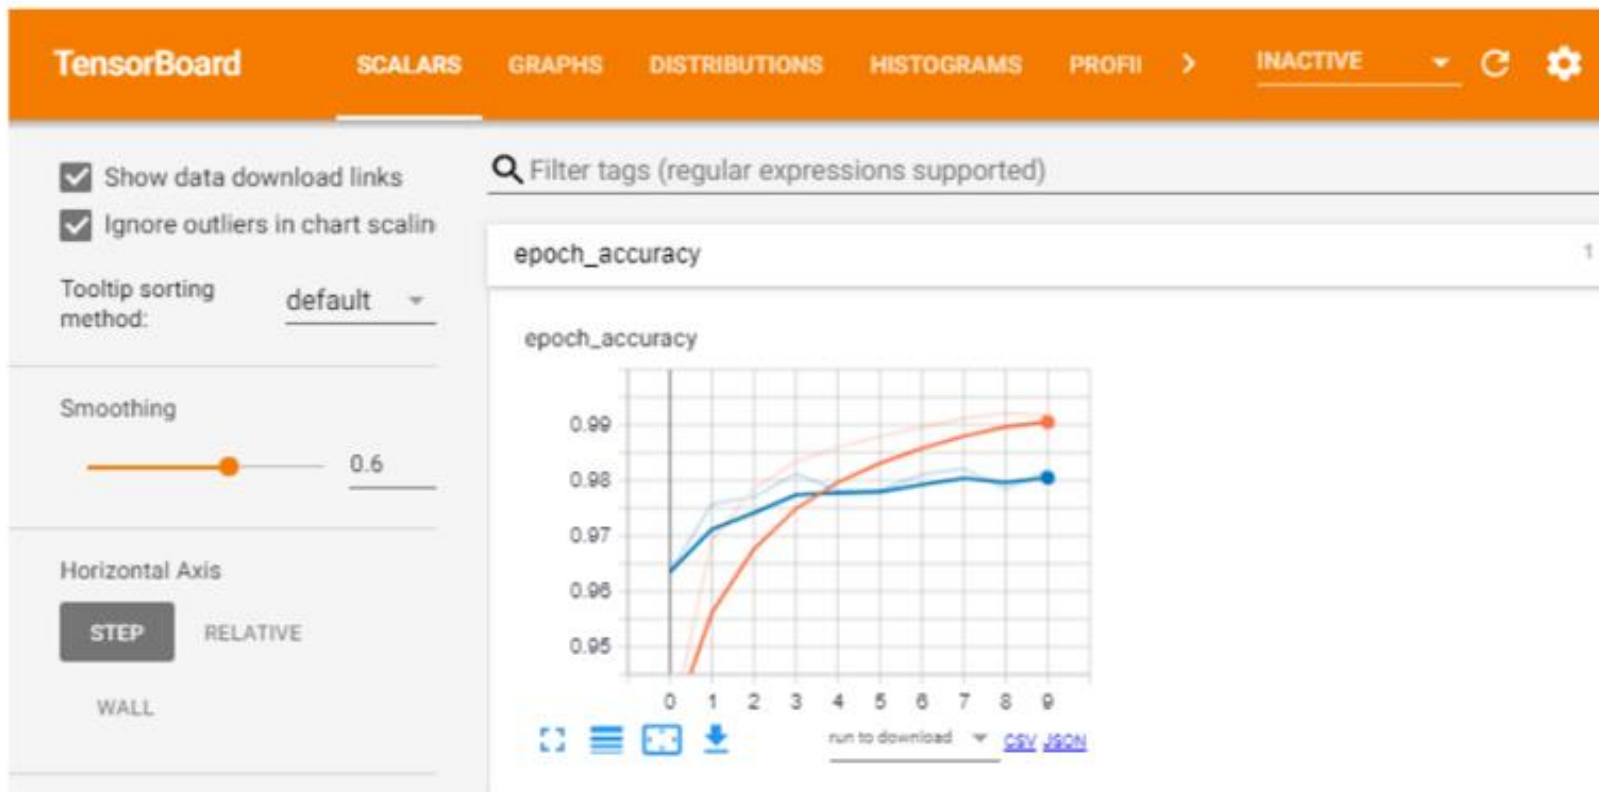 TensorBoard SCALARS GRAPHS DISTRIBUTIONS HISTOGRAMS PROFII > INACTIVE
Show data download links
Ignore outliers in chart scalin
Tooltip sorting
method:
default
Smoothing
0.6
Horizontal Axis
STEP RELATIVE
WALL
Filter tags (regular expressions supported)
epoch_accuracy 1
epoch_accuracy
0.99
0.98
0.97
0.96
0.95
0 1 2 3 4 5 6 7 8 9
run to download CSV JSON